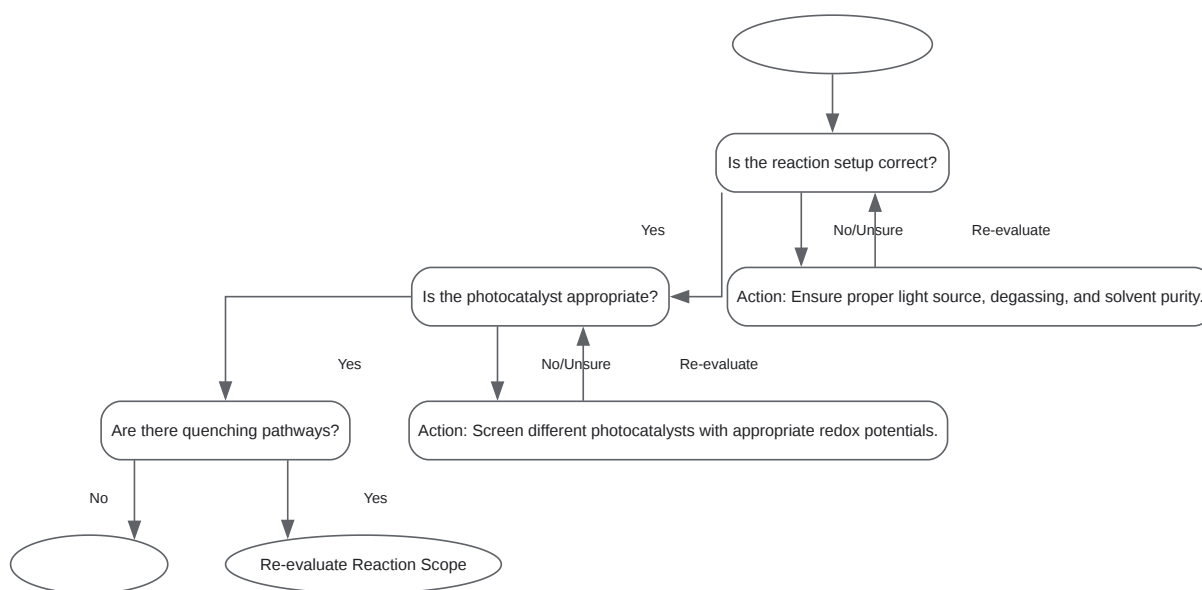 Is the reaction setup correct?
Yes
No/Unsure
Re-evaluate
Is the photocatalyst appropriate?
Action: Ensure proper light source, degassing, and solvent purity.
Yes
No/Unsure
Re-evaluate
Are there quenching pathways?
Action: Screen different photocatalysts with appropriate redox potentials.
No
Yes
Re-evaluate Reaction Scope